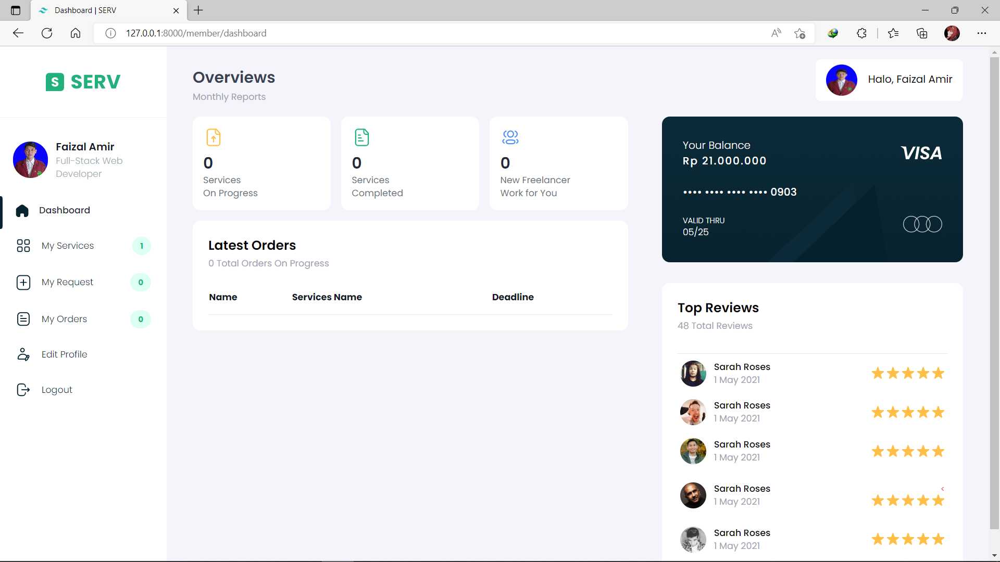 Dashboard | SERV
127.0.0.1:8000/member/dashboard
S SERV
Faizal Amir
Full-Stack Web
Developer
Dashboard
My Services 1
My Request 0
My Orders 0
Edit Profile
Logout
Overviews
Monthly Reports
Halo, Faizal Amir
0
Services
On Progress
0
Services
Completed
0
New Freelancer
Work for You
Latest Orders
0 Total Orders On Progress
Name Services Name Deadline
Your Balance
Rp 21.000.000
VISA
•••• •••• •••• •••• 0903
VALID THRU
05/25
Top Reviews
48 Total Reviews
Sarah Roses
1 May 2021
Sarah Roses
1 May 2021
Sarah Roses
1 May 2021
Sarah Roses
<
1 May 2021
Sarah Roses
1 May 2021